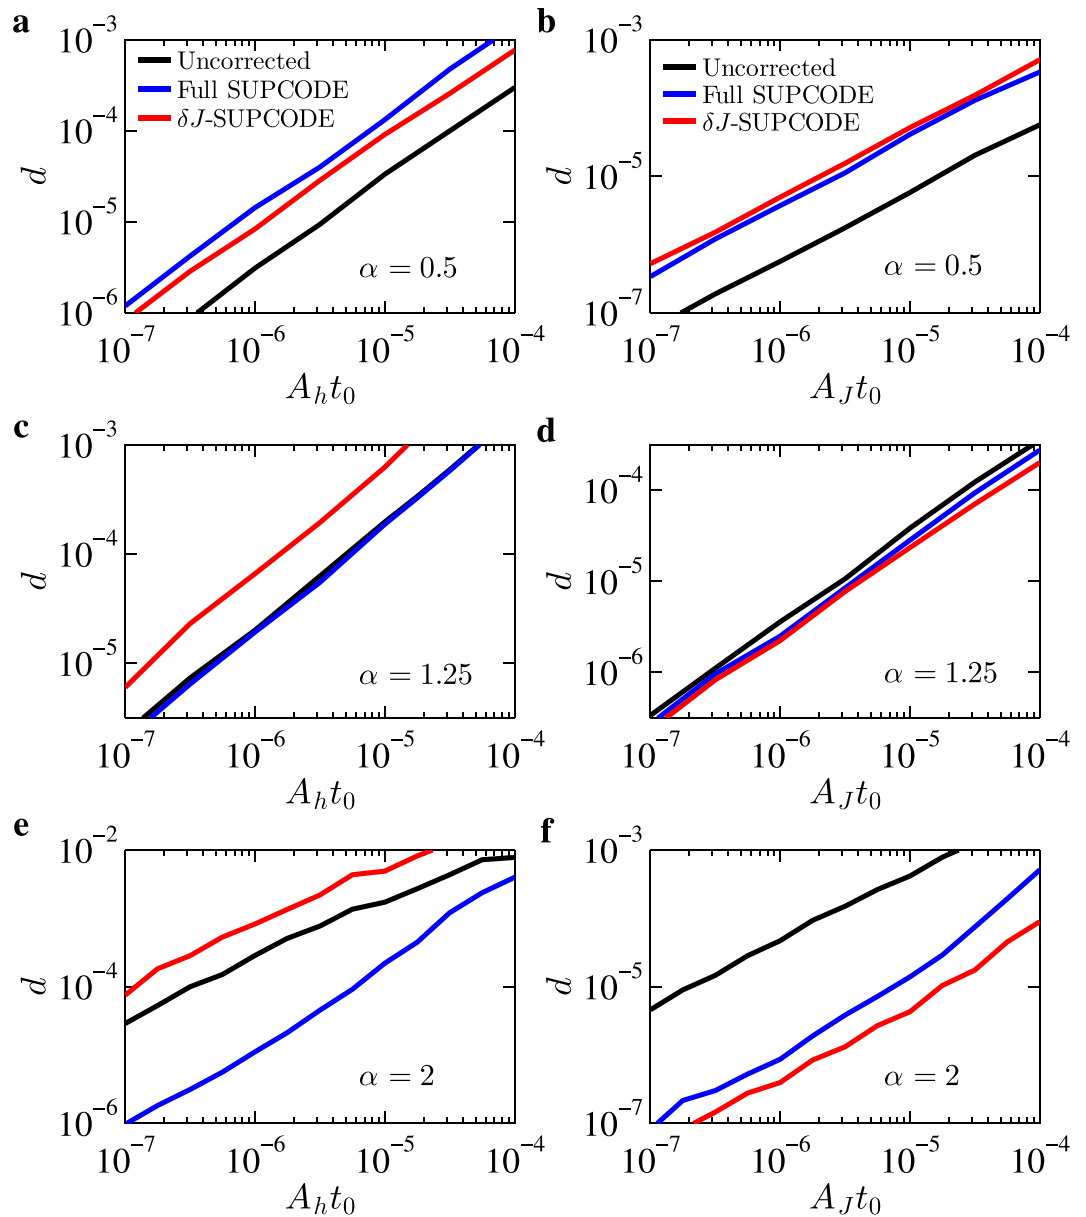 a
10⁻³
10⁻⁴
10⁻⁵
10⁻⁶
d
Uncorrected
Full SUPCODE
δJ-SUPCODE
α = 0.5
10⁻⁷ 10⁻⁶ 10⁻⁵ 10⁻⁴
A_h t_0
b
10⁻³
10⁻⁵
10⁻⁷
d
Uncorrected
Full SUPCODE
δJ-SUPCODE
α = 0.5
10⁻⁷ 10⁻⁶ 10⁻⁵ 10⁻⁴
A_J t_0
c
10⁻³
10⁻⁴
10⁻⁵
d
α = 1.25
10⁻⁷ 10⁻⁶ 10⁻⁵ 10⁻⁴
A_h t_0
d
10⁻⁴
10⁻⁵
10⁻⁶
d
α = 1.25
10⁻⁷ 10⁻⁶ 10⁻⁵ 10⁻⁴
A_J t_0
e
10⁻²
10⁻⁴
10⁻⁶
d
α = 2
10⁻⁷ 10⁻⁶ 10⁻⁵ 10⁻⁴
A_h t_0
f
10⁻³
10⁻⁵
10⁻⁷
d
α = 2
10⁻⁷ 10⁻⁶ 10⁻⁵ 10⁻⁴
A_J t_0